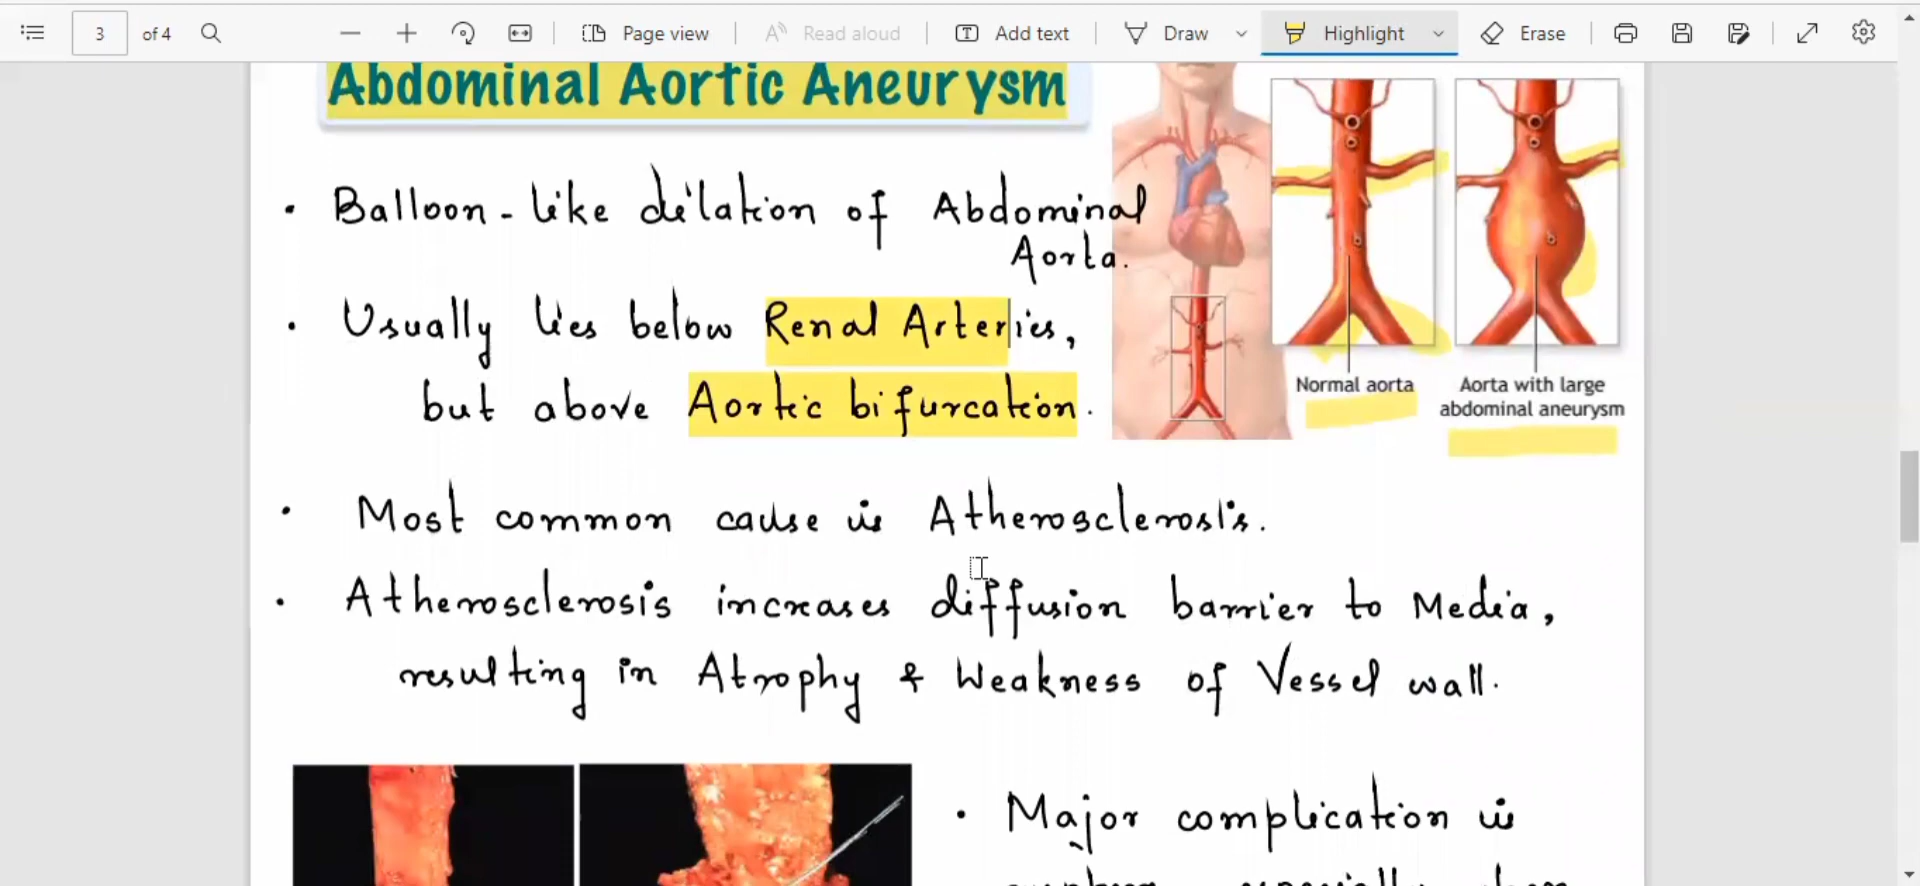 3 of 4 Page view Read aloud Add text Draw Highlight Erase
Abdominal Aortic Aneurysm
• Balloon-like dilation of Abdominal
Aorta.
• Usually lies below Renal Arteries,
but above Aortic bifurcation.
Normal aorta
Aorta with large
abdominal aneurysm
• Most common cause is Atherosclerosis.
• Atherosclerosis increases diffusion barrier to Media,
resulting in Atrophy & Weakness of Vessel wall.
• Major complication is